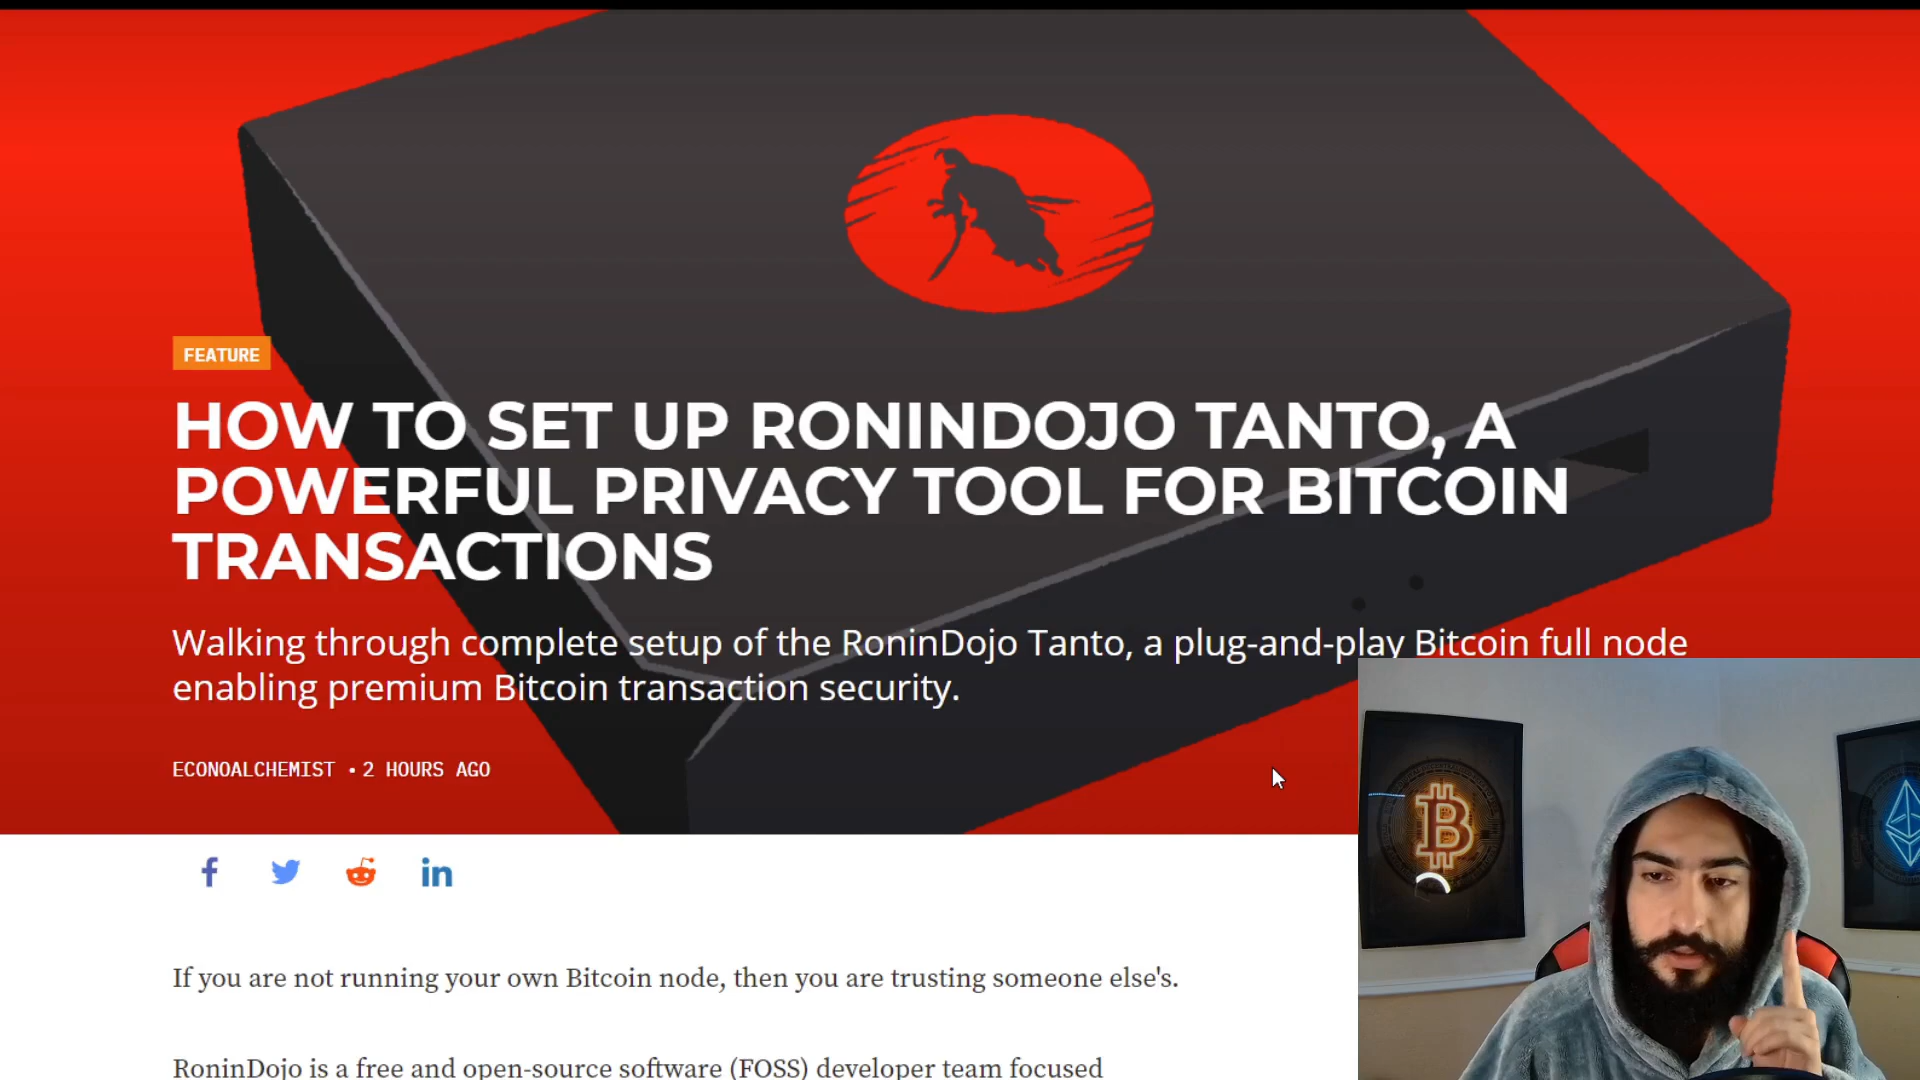 FEATURE
HOW TO SET UP RONINDOJO TANTO, A
POWERFUL PRIVACY TOOL FOR BITCOIN
TRANSACTIONS
Walking through complete setup of the RoninDojo Tanto, a plug-and-play Bitcoin full node
enabling premium Bitcoin transaction security.
ECONOALCHEMIST • 2 HOURS AGO
If you are not running your own Bitcoin node, then you are trusting someone else's.
RoninDojo is a free and open-source software (FOSS) developer team focused